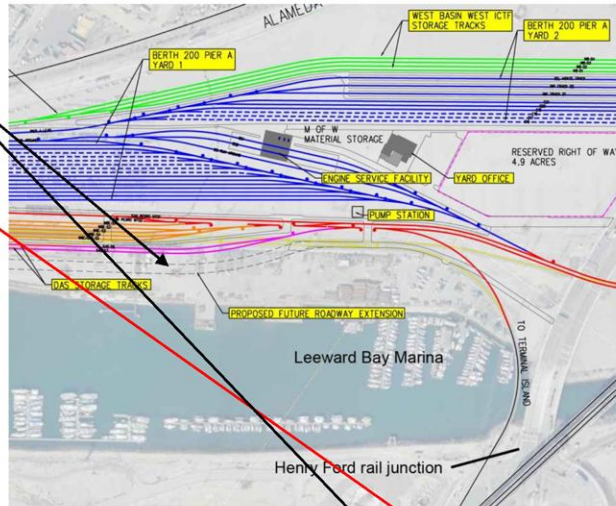 ALAMEDA
WEST BASIN WEST ICTF
STORAGE TRACKS
BERTH 200 PIER A
YARD 2
BERTH 200 PIER A
YARD 1
M OF W
MATERIAL STORAGE
RESERVED RIGHT OF WA
4.9 ACRES
ENGINE SERVICE FACILITY
YARD OFFICE
PUMP STATION
OAS STORAGE TRACKS
PROPOSED FUTURE ROADWAY EXTENSION
TO TERMINAL
ISLAND
Leeward Bay Marina
Henry Ford rail junction